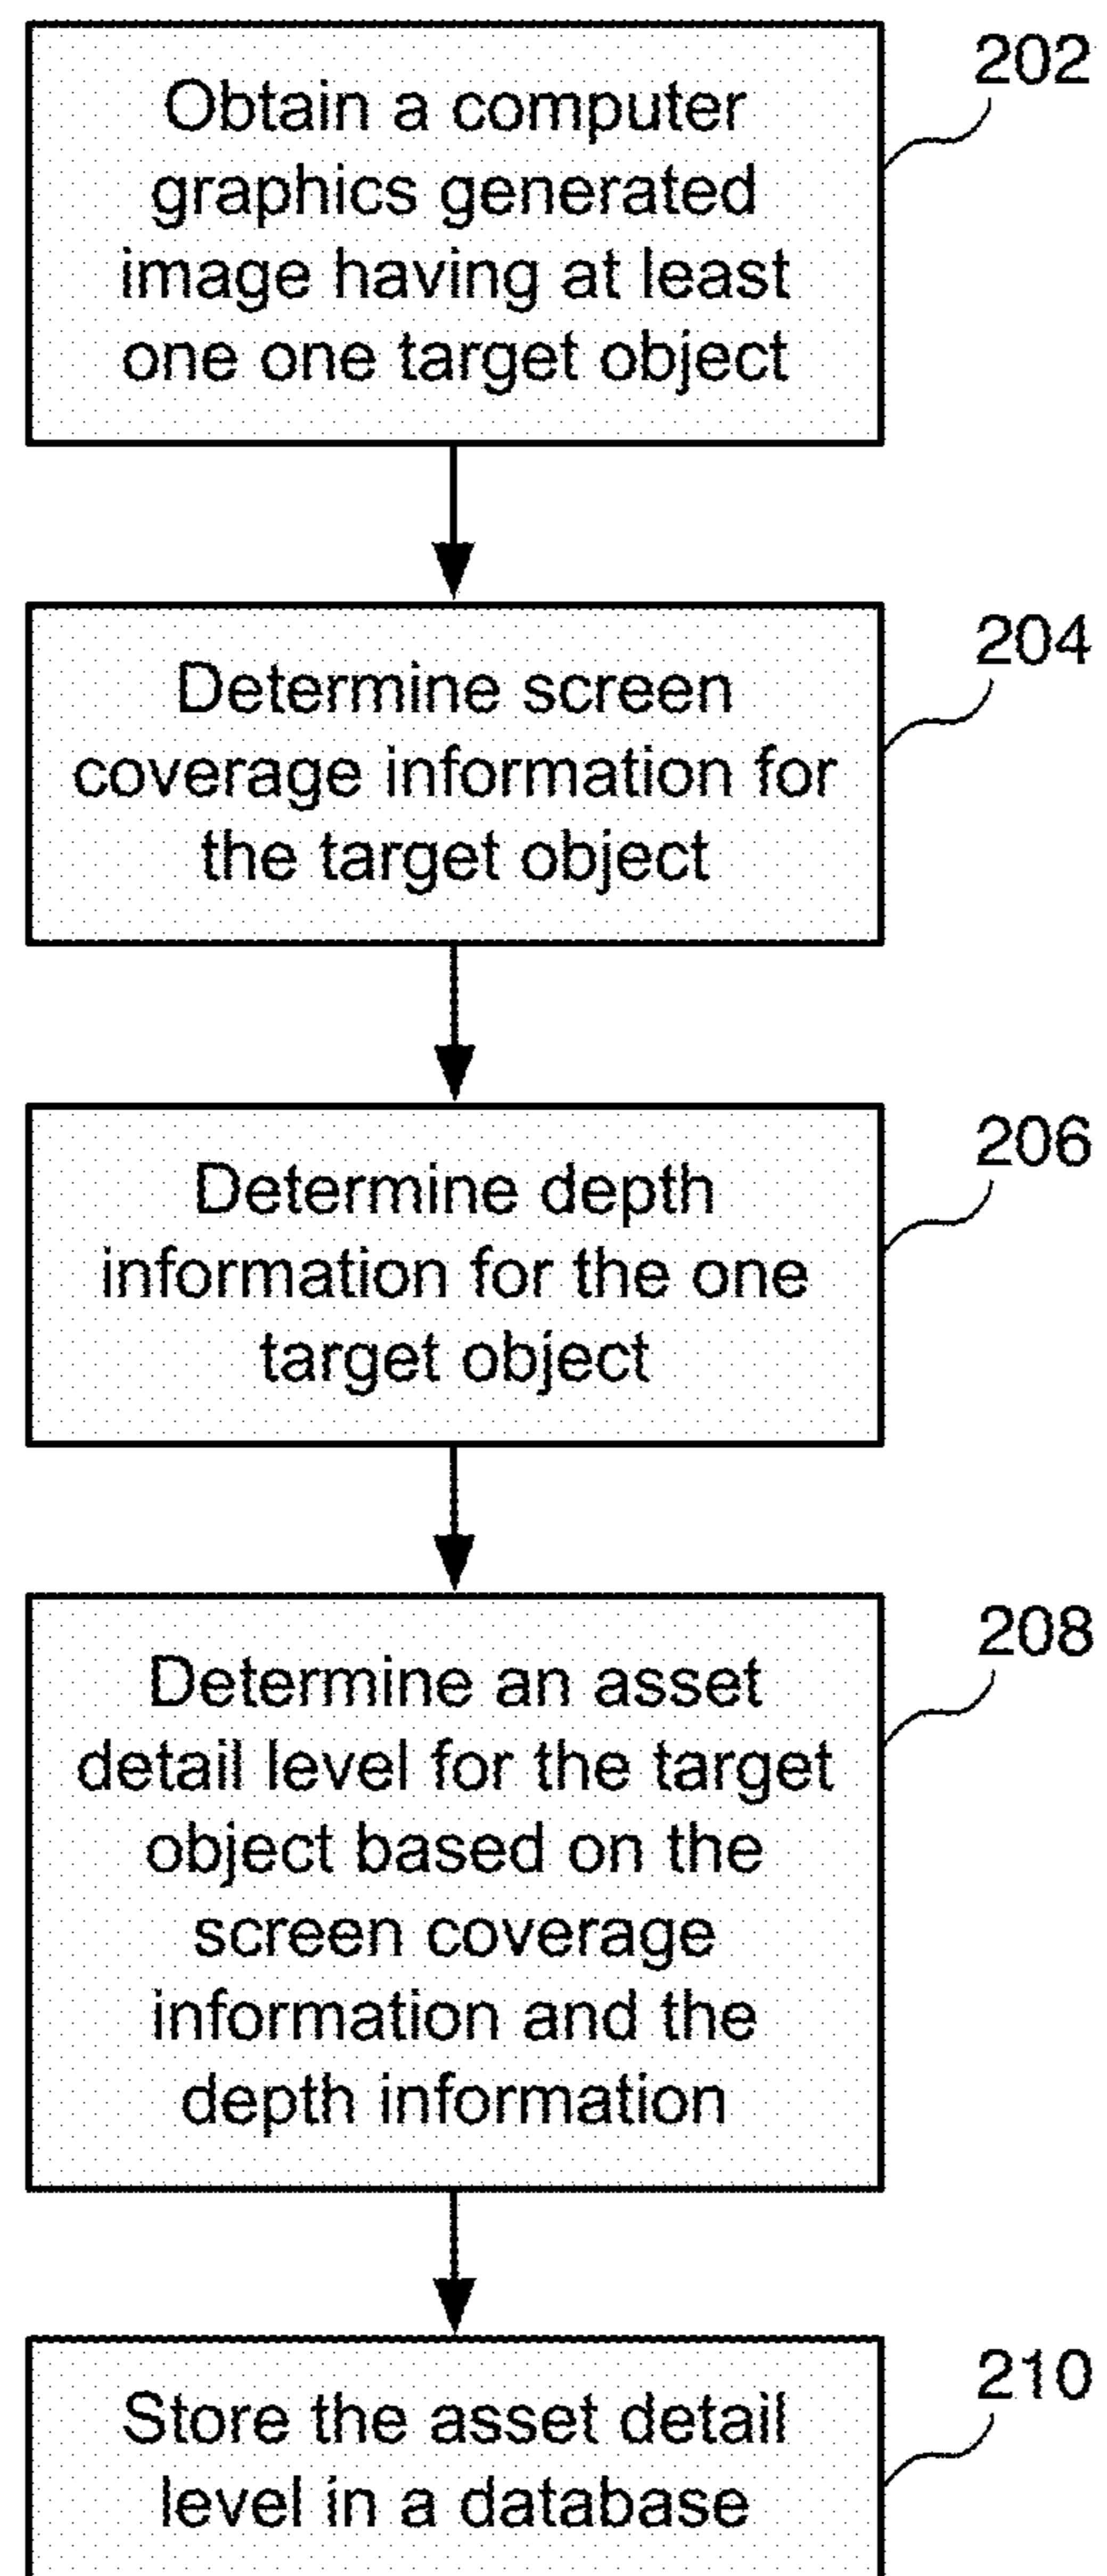 Obtain a computer
graphics generated
image having at least
one one target object
202
Determine screen
coverage information for
the target object
204
Determine depth
information for the one
target object
206
Determine an asset
detail level for the target
object based on the
screen coverage
information and the
depth information
208
Store the asset detail
level in a database
210